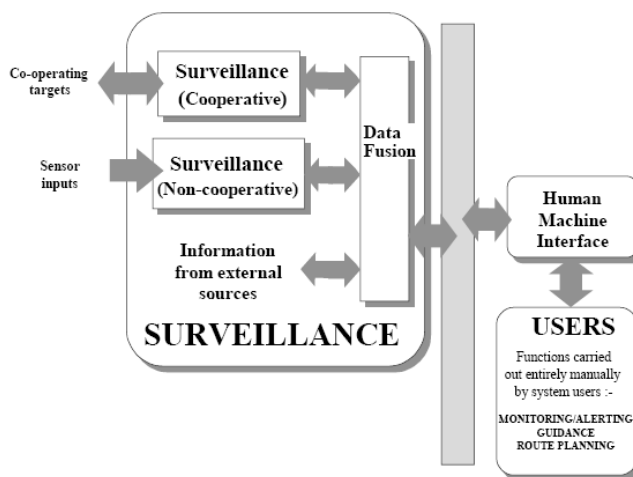 Co-operating
targets
Surveillance
(Cooperative)
Sensor
inputs
Surveillance
(Non-cooperative)
Data
Fusion
Information
from external
sources
SURVEILLANCE
Human
Machine
Interface
USERS
Functions carried
out entirely manually
by system users :-
MONITORING/ALERTING
GUIDANCE
ROUTE PLANNING